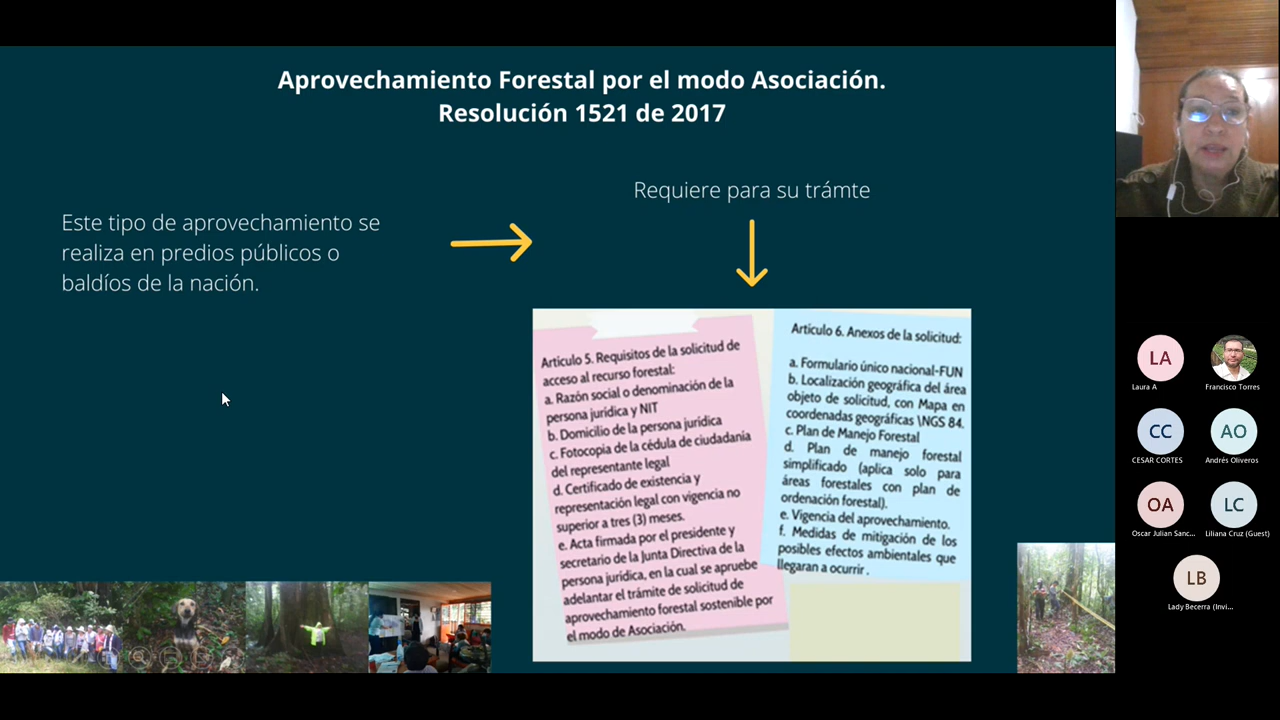 Aprovechamiento Forestal por el modo Asociación.
Resolución 1521 de 2017
Requiere para su trámte
Este tipo de aprovechamiento se
realiza en predios públicos o
baldíos de la nación.
Artículo 5. Requisitos de la solicitud de
acceso al recurso forestal:
a. Razón social o denominación de la
persona jurídica y NIT
b. Domicilio de la persona jurídica
c. Fotocopia de la cédula de ciudadanía
del representante legal
d. Certificado de existencia y
representación legal con vigencia no
superior a tres (3) meses.
e. Acta firmada por el presidente y
secretario de la Junta Directiva de la
persona jurídica, en la cual se apruebe
adelantar el trámite de solicitud de
aprovechamiento forestal sostenible por
el modo de Asociación.
Artículo 6. Anexos de la solicitud:
a. Formulario único nacional-FUN
b. Localización geográfica del área
objeto de solicitud, con Mapa en
coordenadas geográficas \NGS 84.
c. Plan de Manejo Forestal
d. Plan de manejo forestal
simplificado (aplica solo para
áreas forestales con plan de
ordenación forestal).
e. Vigencia del aprovechamiento.
f. Medidas de mitigación de los
posibles efectos ambientales que
llegaran a ocurrir .
LA
Laura A
Francisco Torres
CC
CESAR CORTES
AO
Andrés Oliveros
OA
Oscar Julian Sanc...
LC
Liliana Cruz (Guest)
LB
Lady Becerra (Invi...